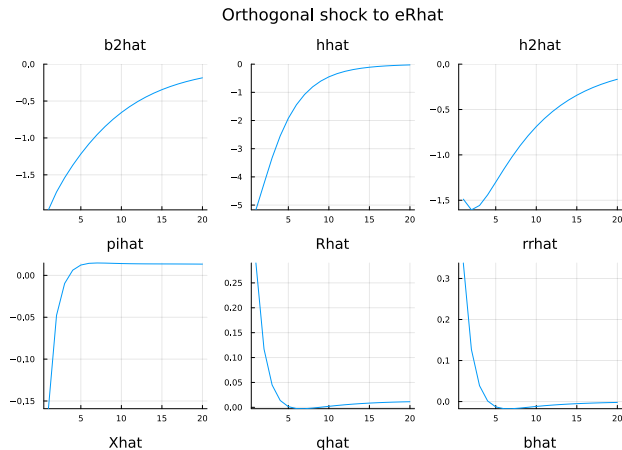 Orthogonal shock to eRhat
b2hat hhat h2hat
0,0 0 0,0
−0,5 −1 −0,5
−1,0 −2 −1,0
−1,5 −3 −1,5
−4
−5
5 10 15 20 5 10 15 20 5 10 15 20
pihat Rhat rrhat
0,00 0.25 0.3
−0,05 0.20 0.2
−0,10 0.15 0.1
−0,15 0.10 0.0
0.05
0.00
5 10 15 20 5 10 15 20 5 10 15 20
Xhat qhat bhat